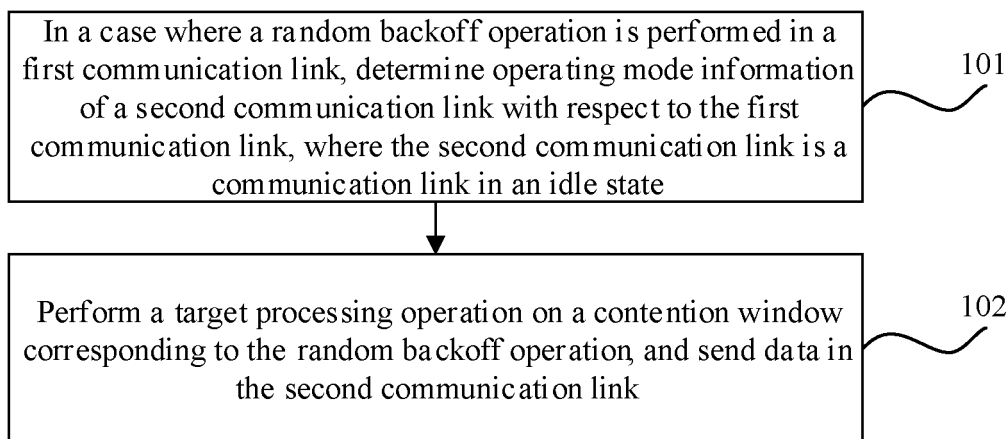 In a case where a random backoff operation is performed in a
first communication link, determine operating mode information
of a second communication link with respect to the first
communication link, where the second communication link is a
communication link in an idle state
101
Perform a target processing operation on a contention window
corresponding to the random backoff operation, and send data in
the second communication link
102